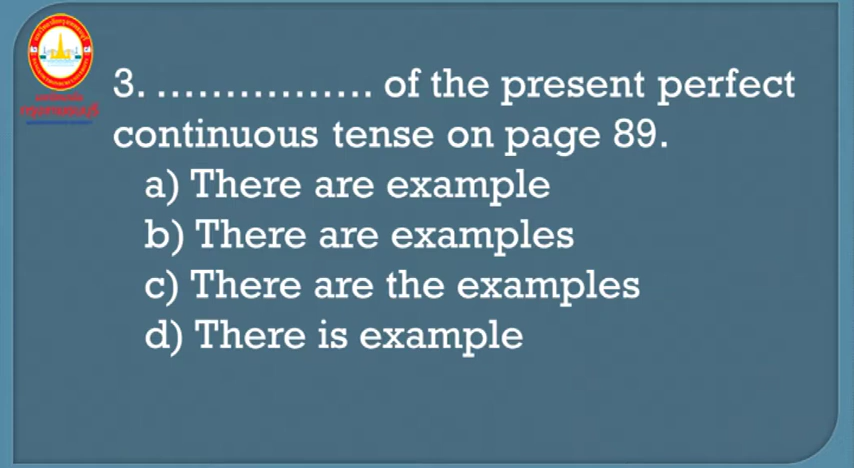 3. ................ of the present perfect
continuous tense on page 89.
a) There are example
b) There are examples
c) There are the examples
d) There is example